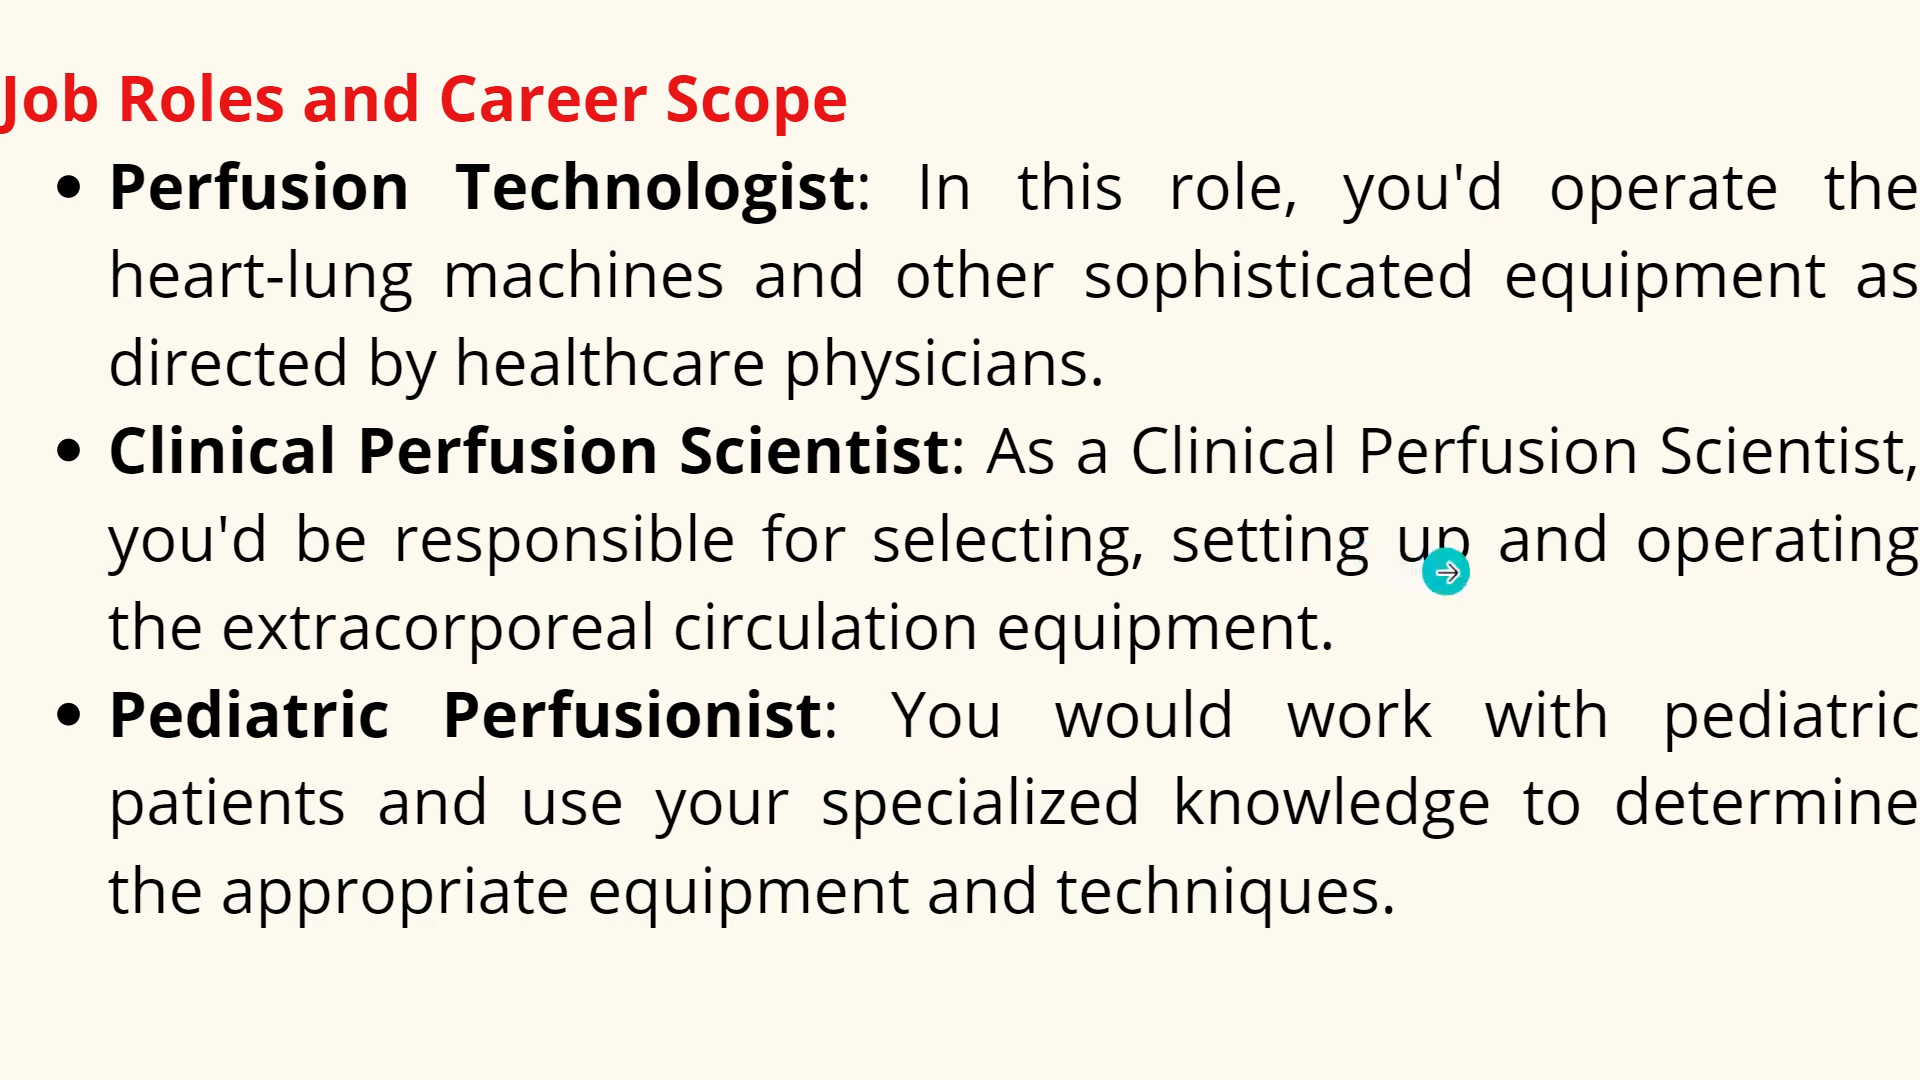 Job Roles and Career Scope
• Perfusion Technologist: In this role, you'd operate the
heart-lung machines and other sophisticated equipment as
directed by healthcare physicians.
• Clinical Perfusion Scientist: As a Clinical Perfusion Scientist,
you'd be responsible for selecting, setting up and operating
the extracorporeal circulation equipment.
• Pediatric Perfusionist: You would work with pediatric
patients and use your specialized knowledge to determine
the appropriate equipment and techniques.